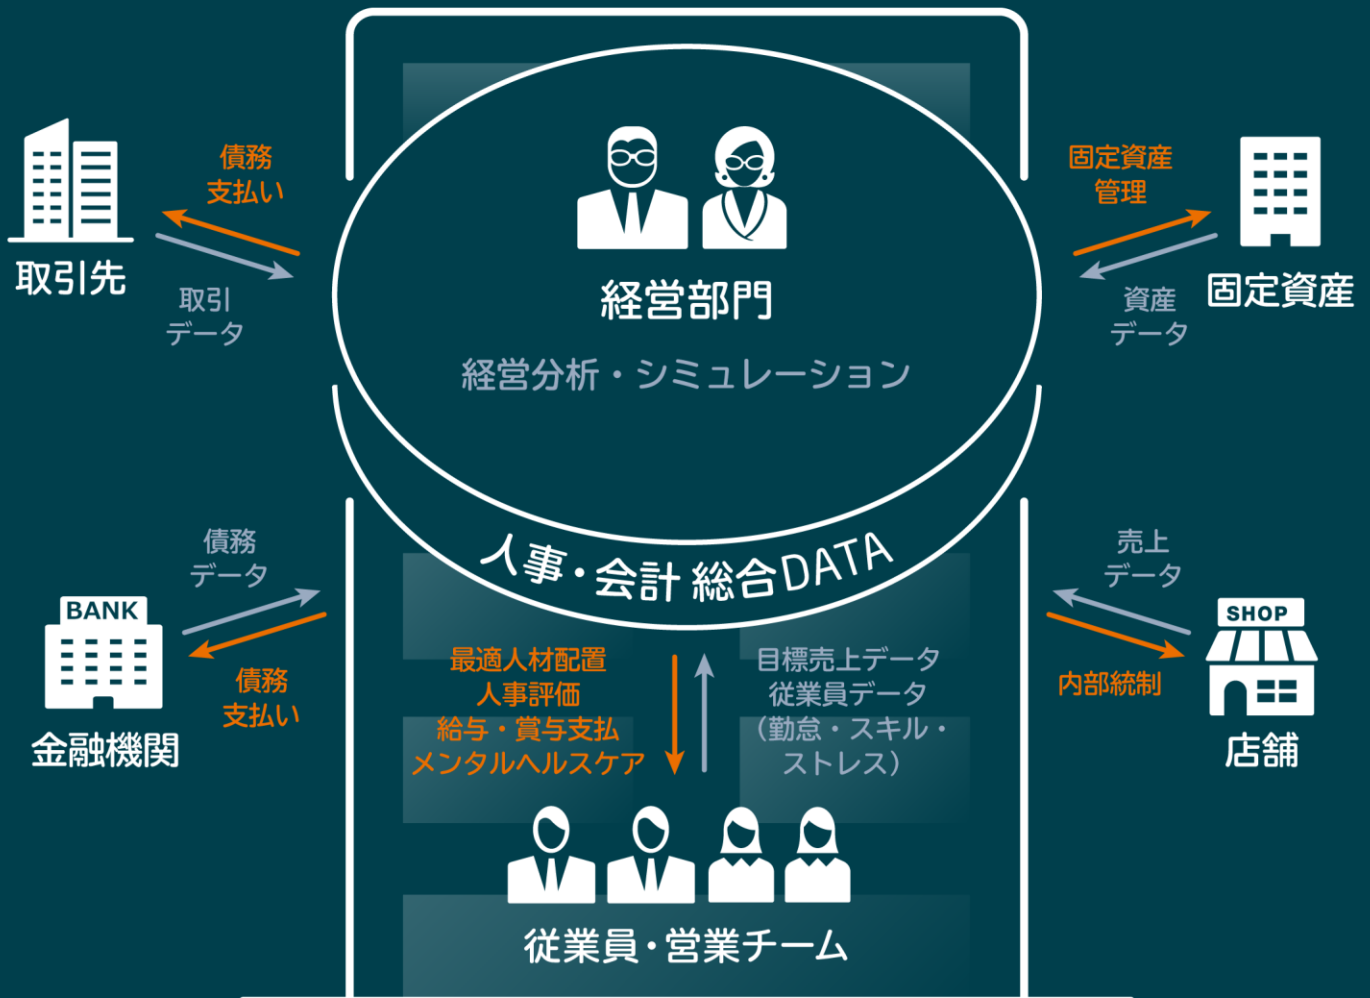 債務
支払い
取引先
取引
データ
経営部門
経営分析・シミュレーション
固定資産
管理
固定資産
資産
データ
人事・会計 総合DATA
債務
データ
BANK
債務
支払い
金融機関
最適人材配置
人事評価
給与・賞与支払
メンタルヘルスケア
目標売上データ
従業員データ
（勤怠・スキル・
ストレス）
売上
データ
SHOP
内部統制
店舗
従業員・営業チーム